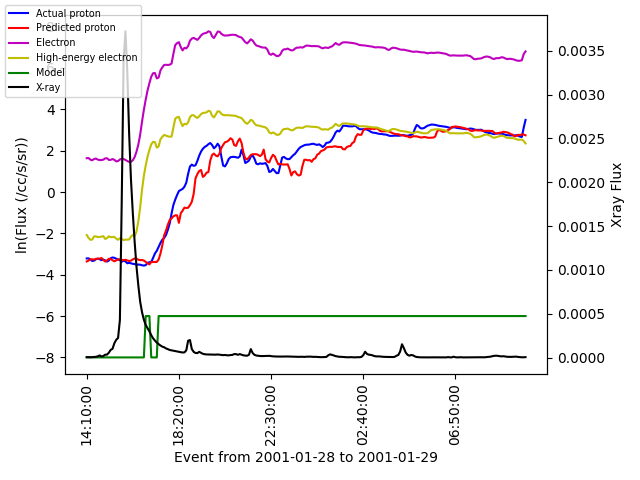 Actual proton
Predicted proton
Electron
High-energy electron
Model
X-ray
4
2
0
−2
−4
−6
−8
ln(Flux (/cc/s/sr))
0.0035
0.0030
0.0025
0.0020
0.0015
0.0010
0.0005
0.0000
Xray Flux
14:10:00
18:20:00
22:30:00
02:40:00
06:50:00
Event from 2001-01-28 to 2001-01-29